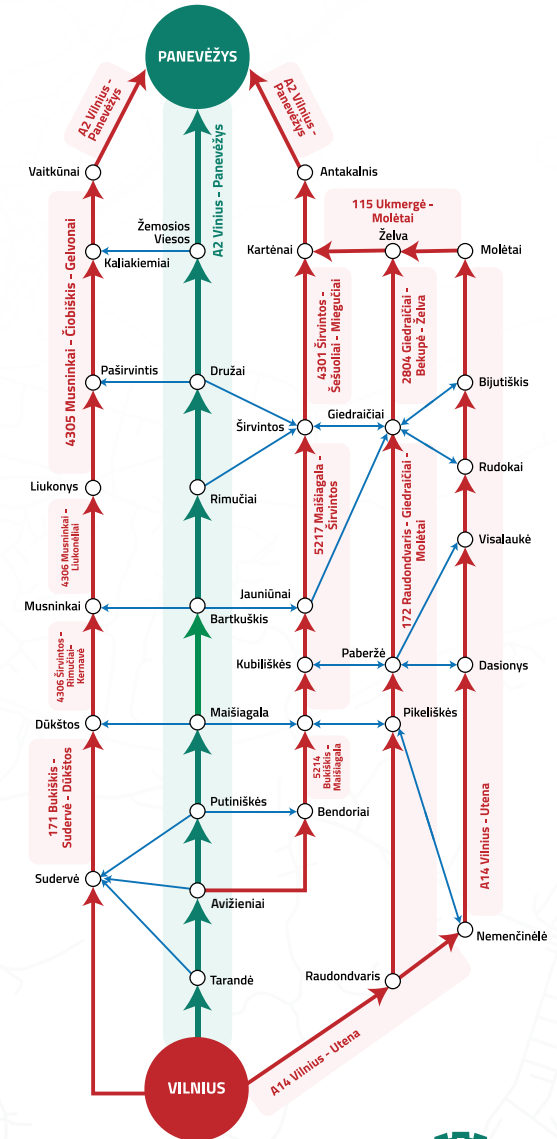 PANEVĖŽYS
A2 Vilnius-
Panevėžys
A2 Vilnius -
Panevėžys
A2 Vinius - Panevėžys
Vaitkūnai
Antakalnis
115 Ukmergė -
Molėtai
Žemosios
Viesos
Kaliakiemiai
Kartėnai
Želva
Molėtai
4305 Musninkai - Čiobiškis - Gelvonai
4301 Širvintos -
Šešuoliai - Miegučiai
2804 Giedraičiai -
Bekupė - Želva
Paširvintis
Družai
Bijutiškis
Širvintos
Giedraičiai
Rudokai
Liukonys
Rimučiai
5217 Maišiagala -
Širvintos
172 Raudondvaris - Giedraičiai -
Molėtai
Visalaukė
4306 Musninkai -
Liukonėliai
Musninkai
Bartkuškis
Jauniūnai
4306 Širvintos -
Rimučiai-
Kernavė
Kubiliškės
Paberžė
Dasionys
Dūkštos
Maišiagala
Pikeliškės
171 Bukiškis -
Sudervė - Dūkštos
5214
Bukiškis -
Maišiagala
A14 Vilnius - Utena
Putiniškės
Bendoriai
Sudervė
Avižieniai
Nemenčinėlė
Tarandė
Raudondvaris
A14 Vilnius - Utena
VILNIUS